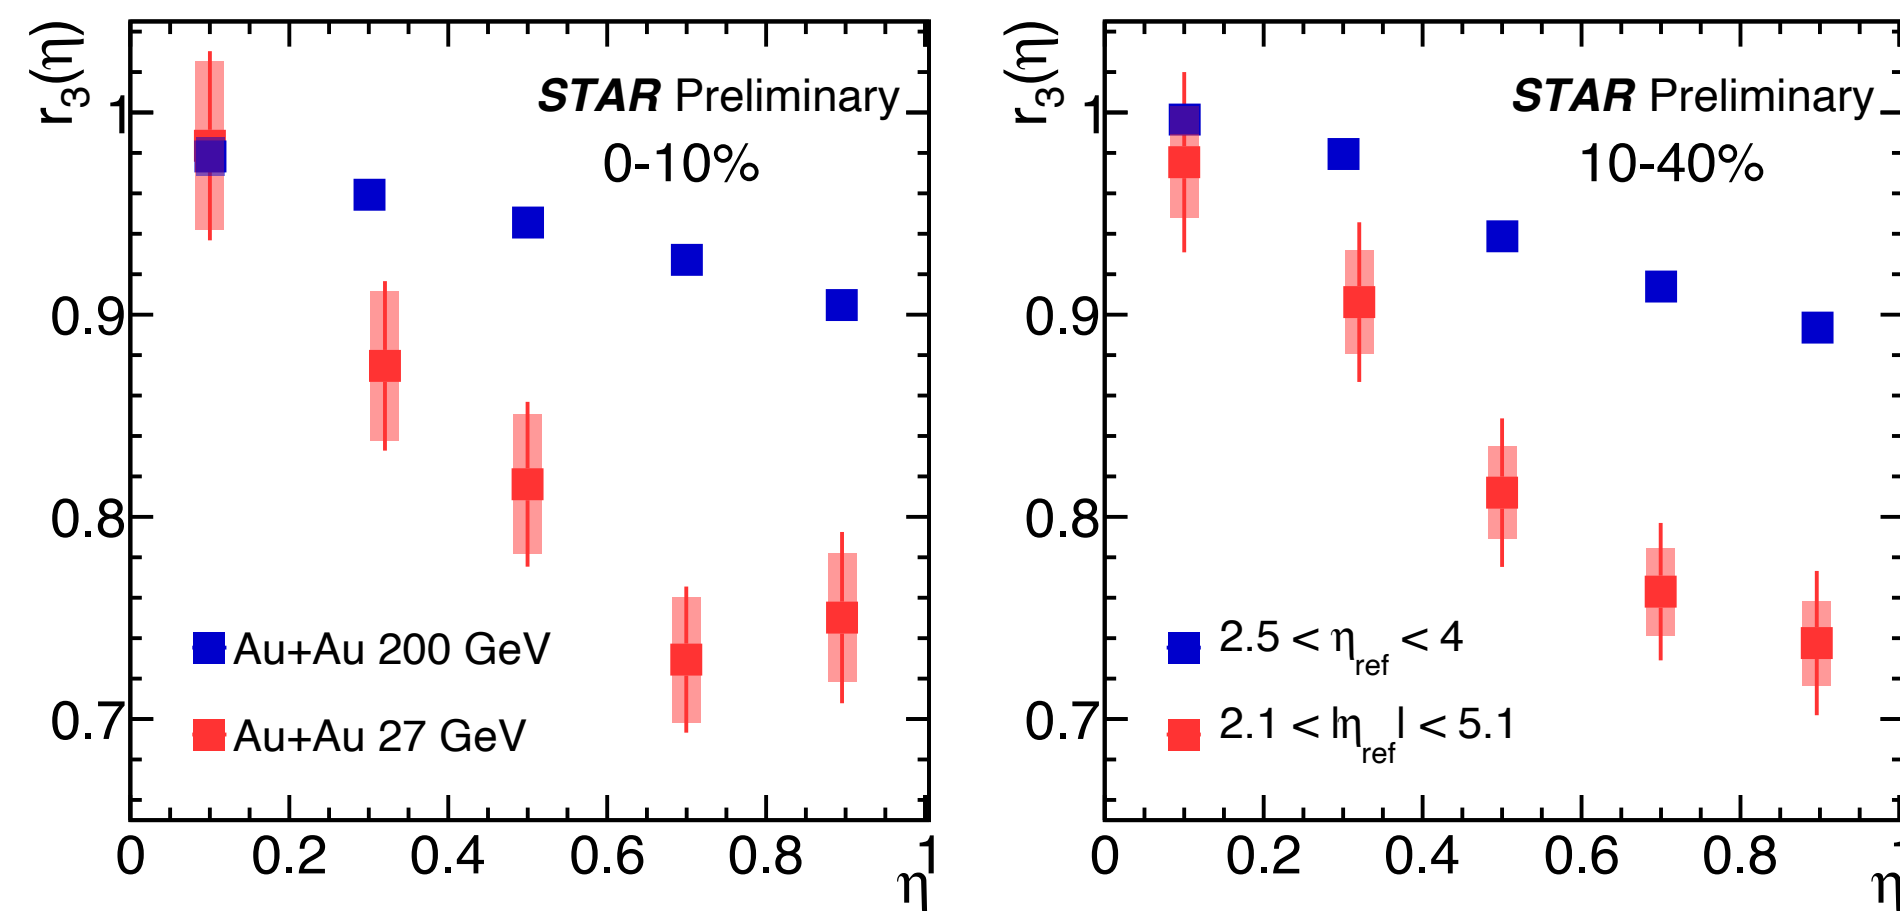 r3(η)
STAR Preliminary
0-10%
1
0.9
0.8
0.7
Au+Au 200 GeV
Au+Au 27 GeV
0 0.2 0.4 0.6 0.8 1
η
r3(η)
STAR Preliminary
10-40%
1
0.9
0.8
0.7
2.5 < ηref < 4
2.1 < |ηref| < 5.1
0 0.2 0.4 0.6 0.8 1
η